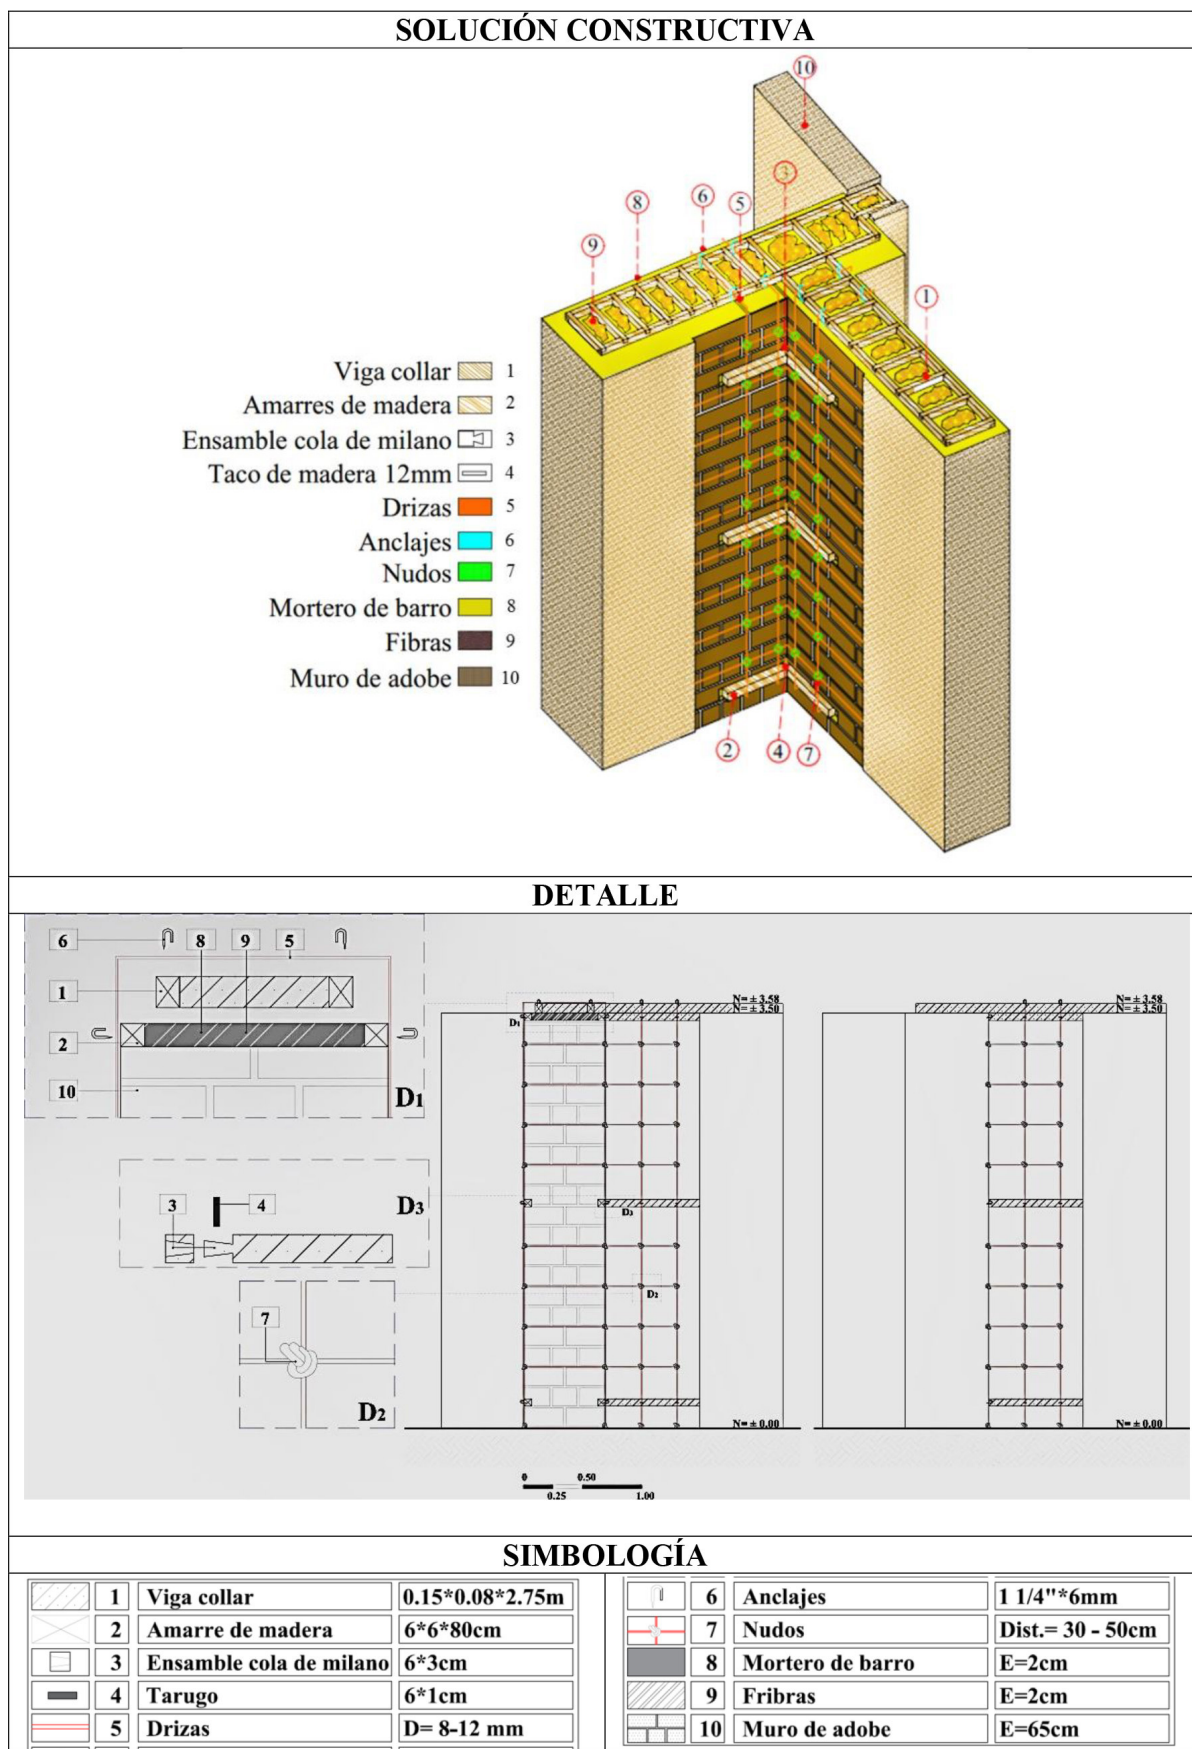 SOLUCIÓN CONSTRUCTIVA
10
3
6
8
5
9
1
Viga collar 1
Amarres de madera 2
Ensamble cola de milano 3
Taco de madera 12mm 4
Drizas 5
Anclajes 6
Nudos 7
Mortero de barro 8
Fibras 9
Muro de adobe 10
2
4
7
DETALLE
6
8
9
5
1
2
10
D1
N= ± 3.58
N= ± 3.50
D1
N= ± 3.58
N= ± 3.50
3
4
D3
D3
7
D2
D2
N= ± 0.00
N= ± 0.00
0
0.50
0.25
1.00
SIMBOLOGÍA
1 Viga collar 0.15*0.08*2.75m
2 Amarre de madera 6*6*80cm
3 Ensamble cola de milano 6*3cm
4 Tarugo 6*1cm
5 Drizas D= 8-12 mm
6 Anclajes 1 1/4"*6mm
7 Nudos Dist.= 30 - 50cm
8 Mortero de barro E=2cm
9 Fribras E=2cm
10 Muro de adobe E=65cm